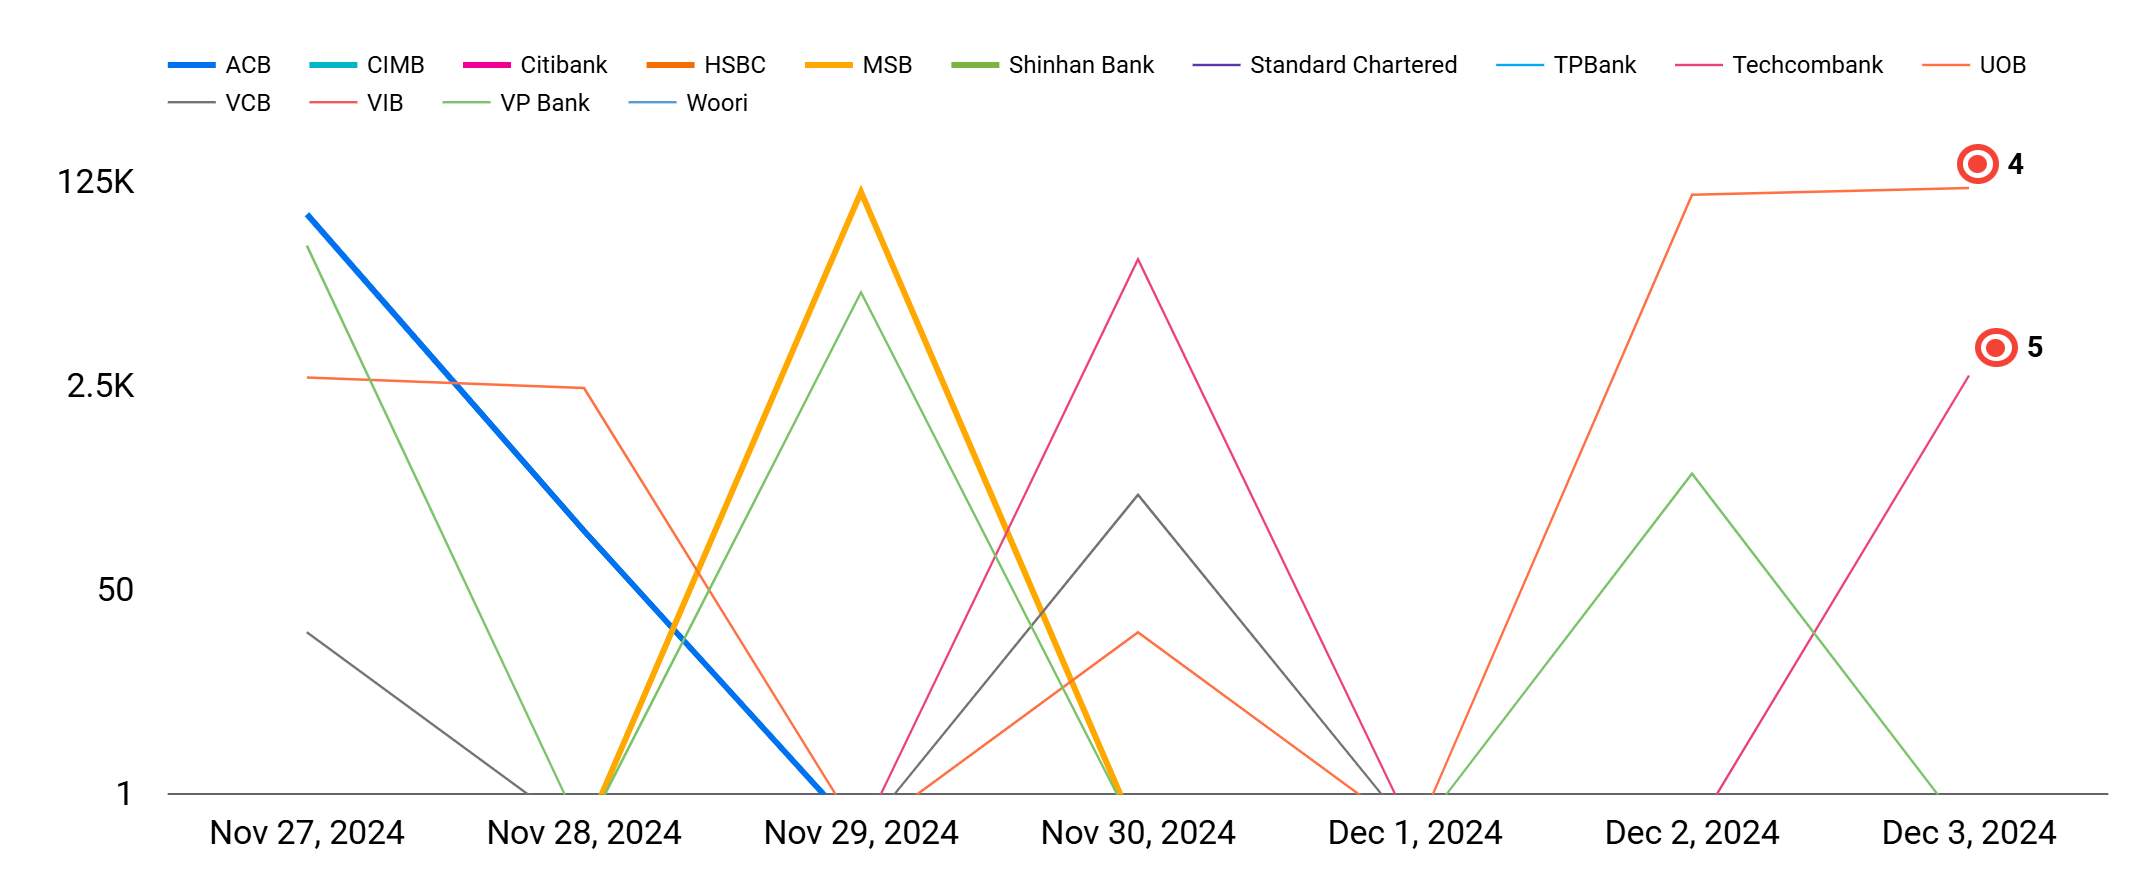 ACB CIMB Citibank HSBC MSB Shinhan Bank Standard Chartered TPBank Techcombank UOB
VCB VIB VP Bank Woori
125K
4
2.5K
5
50
1
Nov 27, 2024 Nov 28, 2024 Nov 29, 2024 Nov 30, 2024 Dec 1, 2024 Dec 2, 2024 Dec 3, 2024